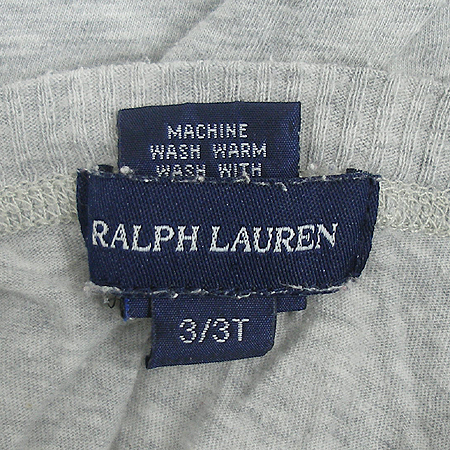 MACHINE
WASH WARM
WASH WITH
RALPH LAUREN
3/3T